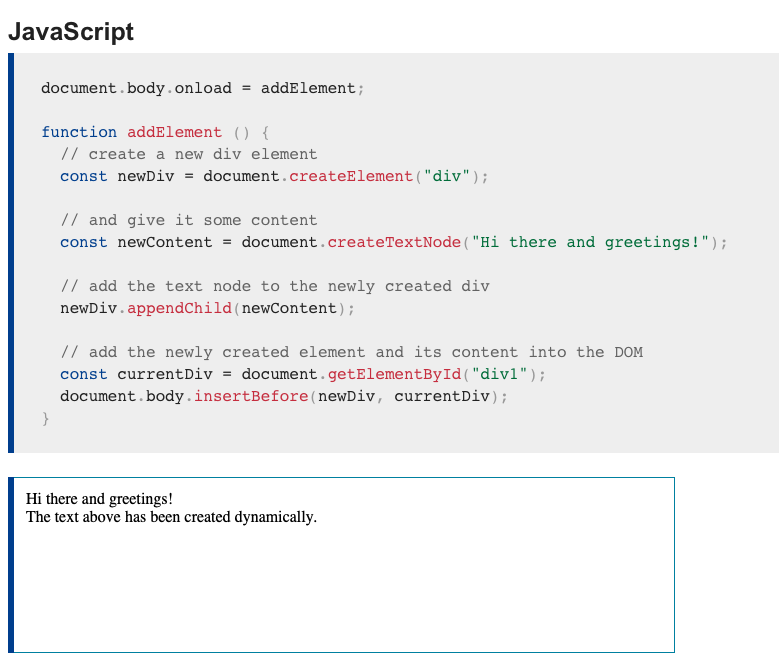 JavaScript
document.body.onload = addElement;
function addElement () {
// create a new div element
const newDiv = document.createElement("div");
// and give it some content
const newContent = document.createTextNode("Hi there and greetings!");
// add the text node to the newly created div
newDiv.appendChild(newContent);
// add the newly created element and its content into the DOM
const currentDiv = document.getElementById("div1");
document.body.insertBefore(newDiv, currentDiv);
}
Hi there and greetings!
The text above has been created dynamically.